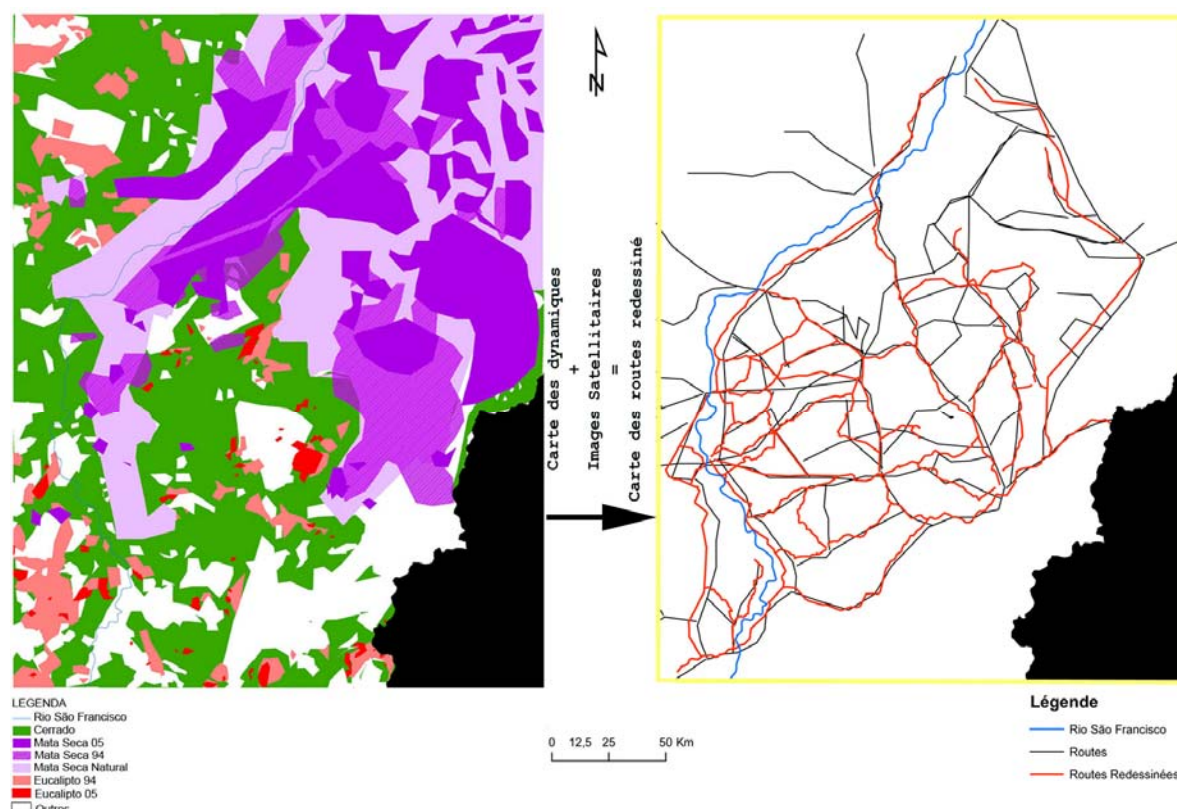 N
Carte des dynamiques
+
Images Satellitaires
=
Carte des routes redessiné
LEGENDA
Rio São Francisco
Cerrado
Mata Seca 05
Mata Seca 94
Mata Seca Natural
Eucalipto 94
Eucalipto 05
Outros
0 12,5 25 50 Km
Légende
Rio São Francisco
Routes
Routes Redessinées